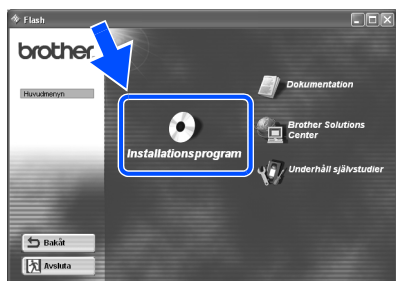 Flash
brother
Huvudmenyn
Dokumentation
Brother Solutions
Center
Installationsprogram
Underhåll självstudier
Bakåt
Avsluta